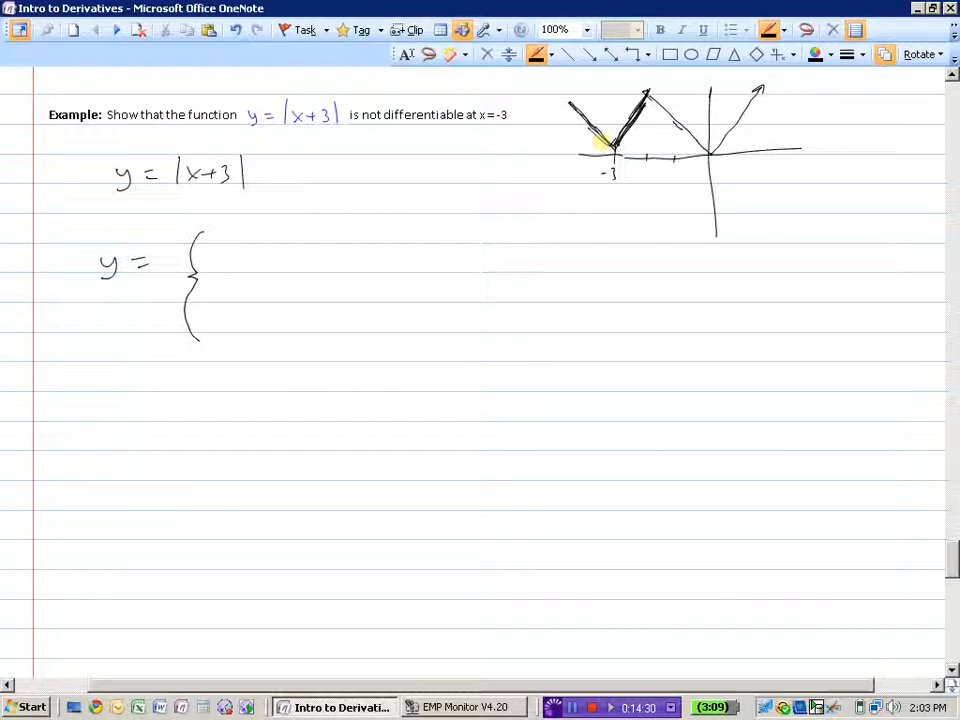 Intro to Derivatives - Microsoft Office OneNote
Task Tag Clip 100% B I U
A Rotate
Example: Show that the function y = |x+3| is not differentiable at x=-3
y = |x+3|
-3
y = {
Start Intro to Derivati... EMP Monitor V4.20 0:14:30 (3:09) 2:03 PM